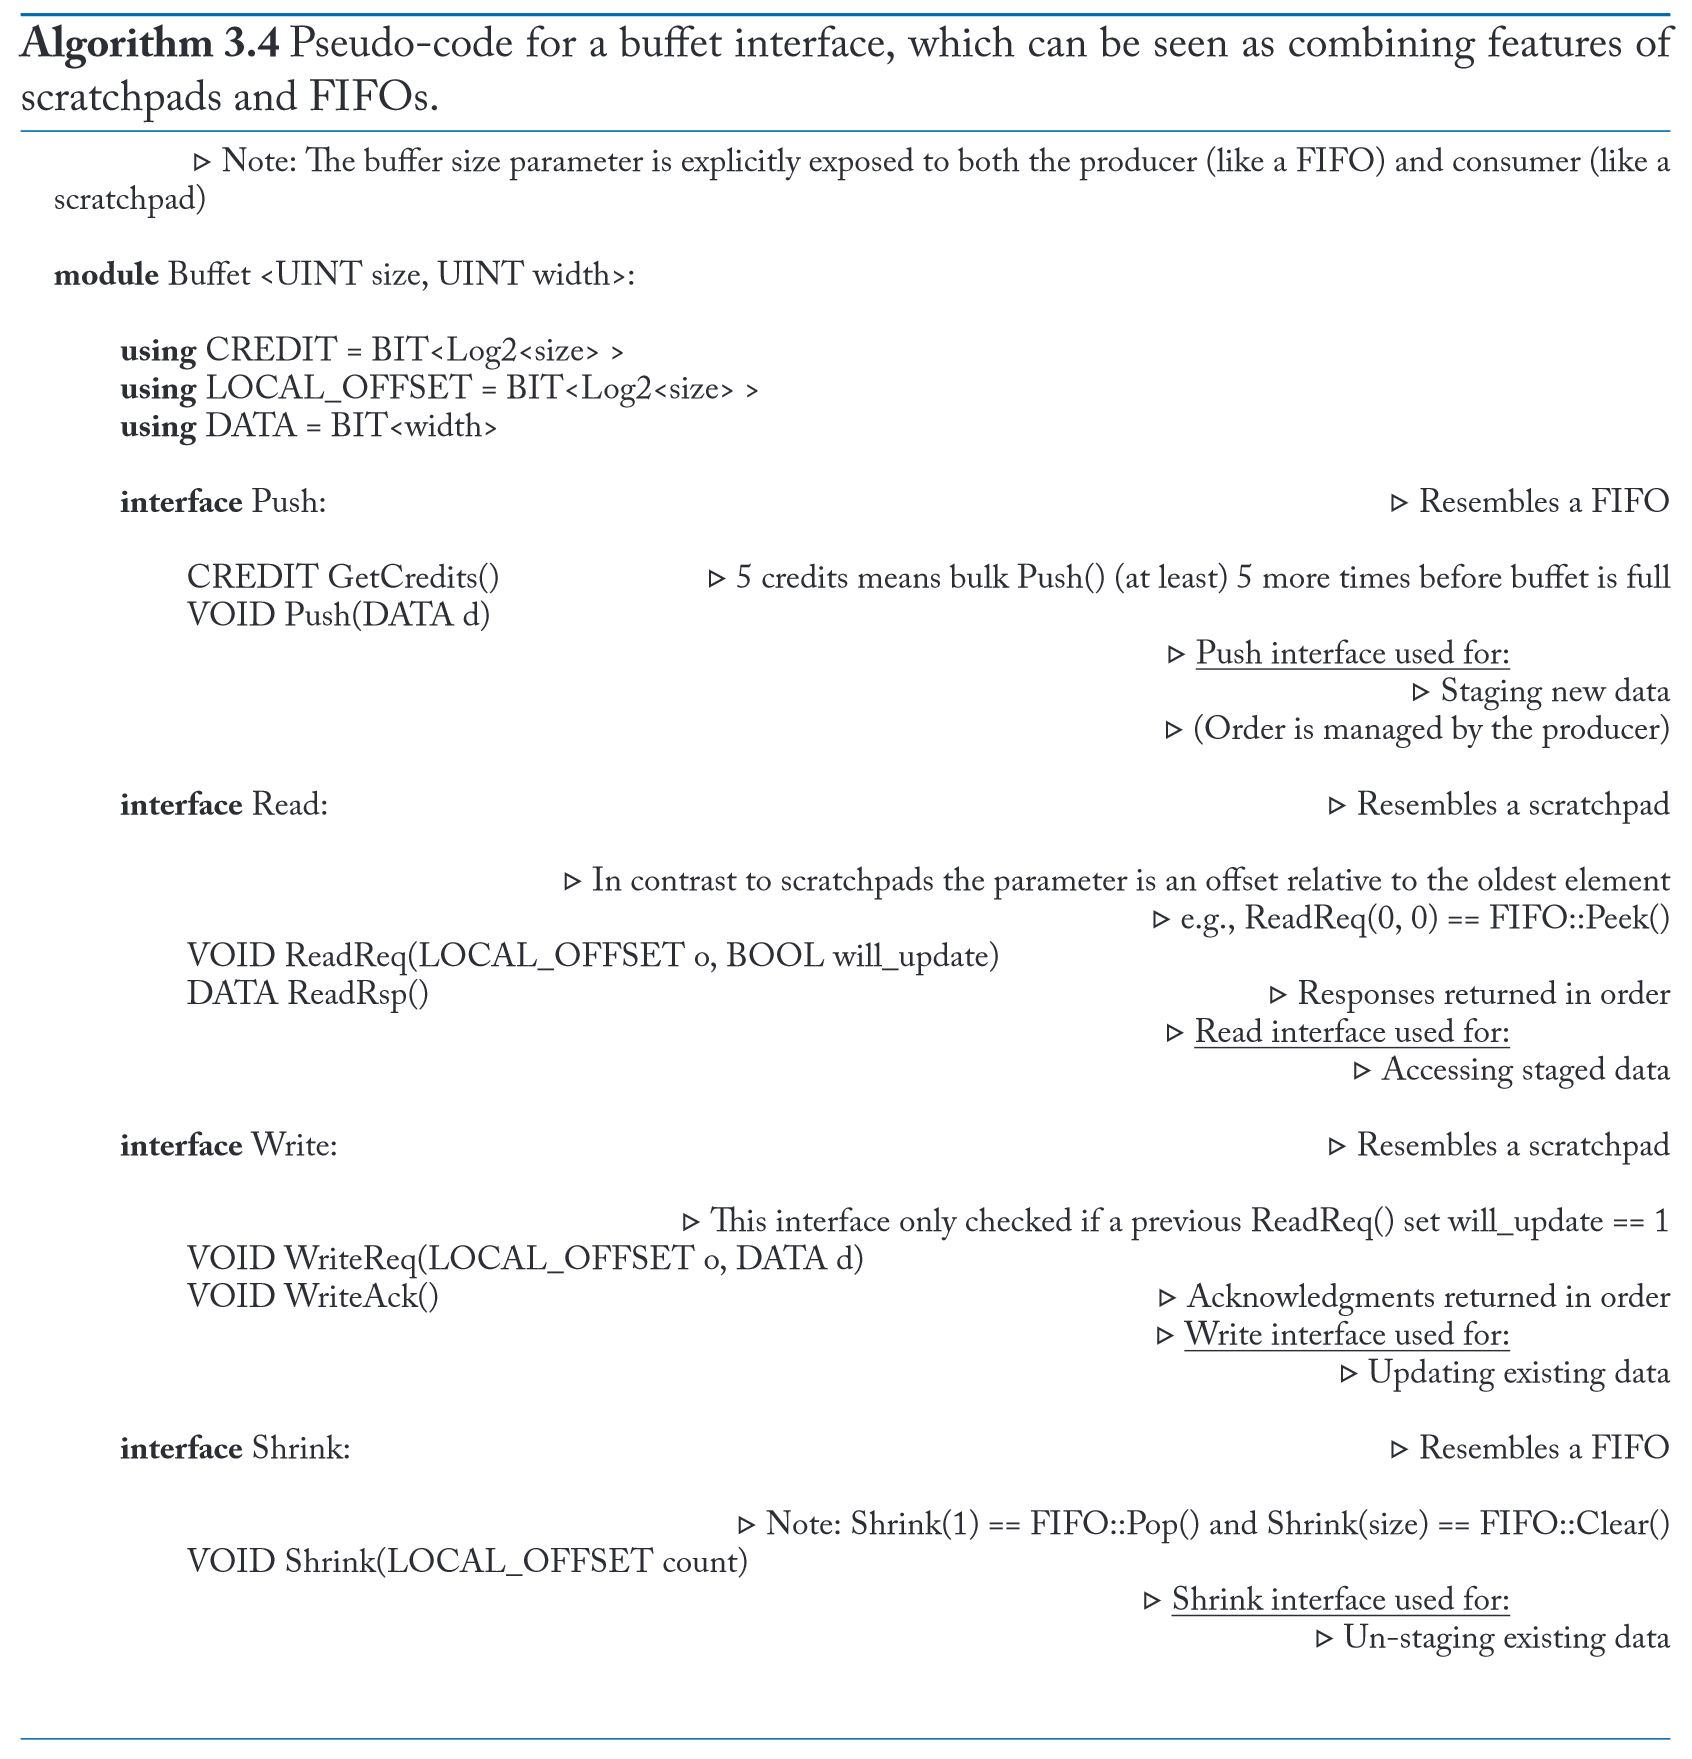 Algorithm 3.4 Pseudo-code for a buffet interface, which can be seen as combining features of
scratchpads and FIFOs.
▷ Note: The buffer size parameter is explicitly exposed to both the producer (like a FIFO) and consumer (like a
scratchpad)
module Buffet <UINT size, UINT width>:
using CREDIT = BIT<Log2<size> >
using LOCAL_OFFSET = BIT<Log2<size> >
using DATA = BIT<width>
interface Push: ▷ Resembles a FIFO
CREDIT GetCredits() ▷ 5 credits means bulk Push() (at least) 5 more times before buffet is full
VOID Push(DATA d)
▷ Push interface used for:
▷ Staging new data
▷ (Order is managed by the producer)
interface Read: ▷ Resembles a scratchpad
▷ In contrast to scratchpads the parameter is an offset relative to the oldest element
▷ e.g., ReadReq(0, 0) == FIFO::Peek()
VOID ReadReq(LOCAL_OFFSET o, BOOL will_update)
DATA ReadRsp() ▷ Responses returned in order
▷ Read interface used for:
▷ Accessing staged data
interface Write: ▷ Resembles a scratchpad
▷ This interface only checked if a previous ReadReq() set will_update == 1
VOID WriteReq(LOCAL_OFFSET o, DATA d)
VOID WriteAck() ▷ Acknowledgments returned in order
▷ Write interface used for:
▷ Updating existing data
interface Shrink: ▷ Resembles a FIFO
▷ Note: Shrink(1) == FIFO::Pop() and Shrink(size) == FIFO::Clear()
VOID Shrink(LOCAL_OFFSET count)
▷ Shrink interface used for:
▷ Un-staging existing data